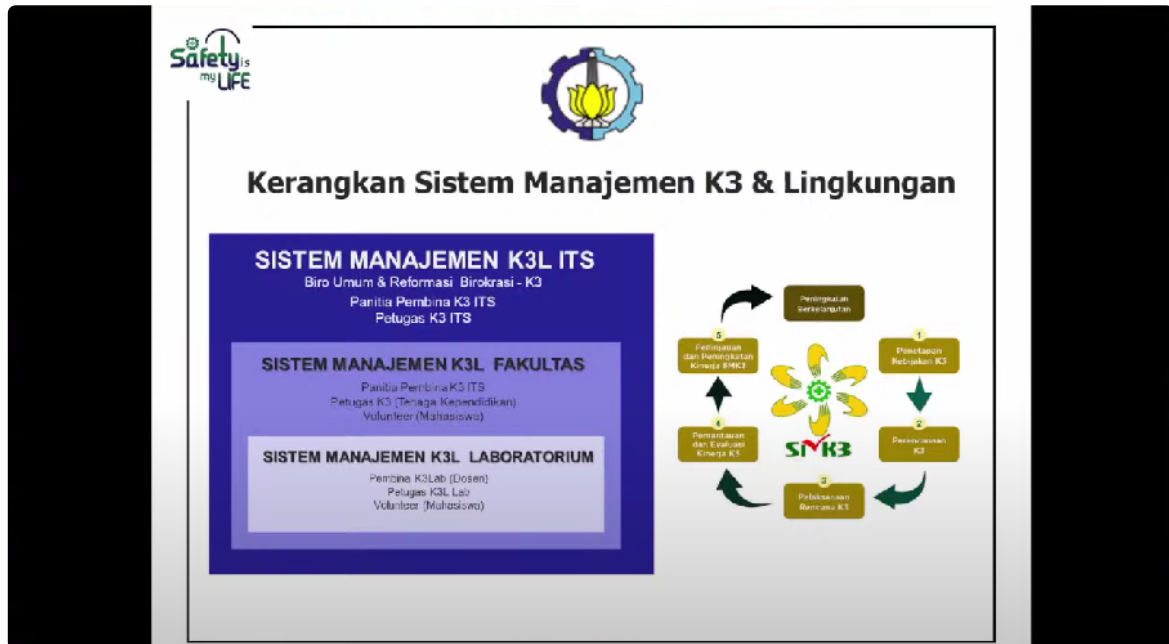 Safety is
my LIFE
Kerangkan Sistem Manajemen K3 & Lingkungan
SISTEM MANAJEMEN K3L ITS
Biro Umum & Reformasi Birokrasi - K3
Panitia Pembina K3 ITS
Petugas K3 ITS
SISTEM MANAJEMEN K3L FAKULTAS
Panitia Pembina K3 ITS
Petugas K3 (Tenaga Kependidikan)
Volunteer (Mahasiswa)
SISTEM MANAJEMEN K3L LABORATORIUM
Pembina K3Lab (Dosen)
Petugas K3L Lab
Volunteer (Mahasiswa)
Peningkatan
Berkelanjutan
1
Penetapan
Kebijakan K3
2
Perencanaan
K3
3
Pelaksanaan
Rencana K3
4
Pemantauan
dan Evaluasi
Kinerja K3
5
Peninjauan
dan Peningkatan
Kinerja SMK3
SMK3